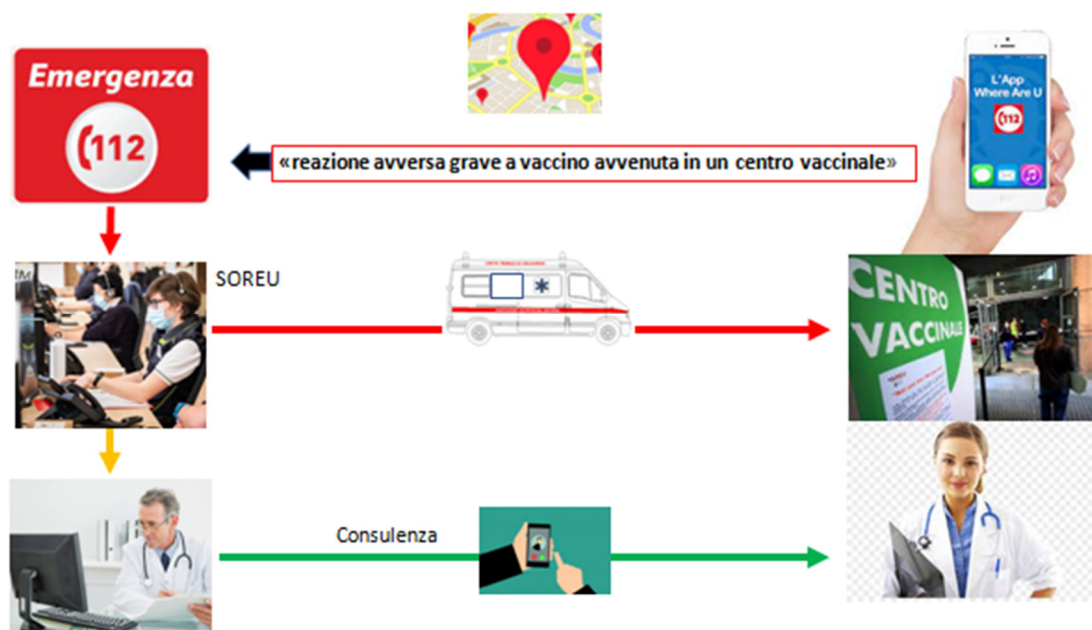 Emergenza
112
L'App
Where Are U
112
«reazione avversa grave a vaccino avvenuta in un centro vaccinale»
SOREU
CENTRO
VACCINALE
Consulenza